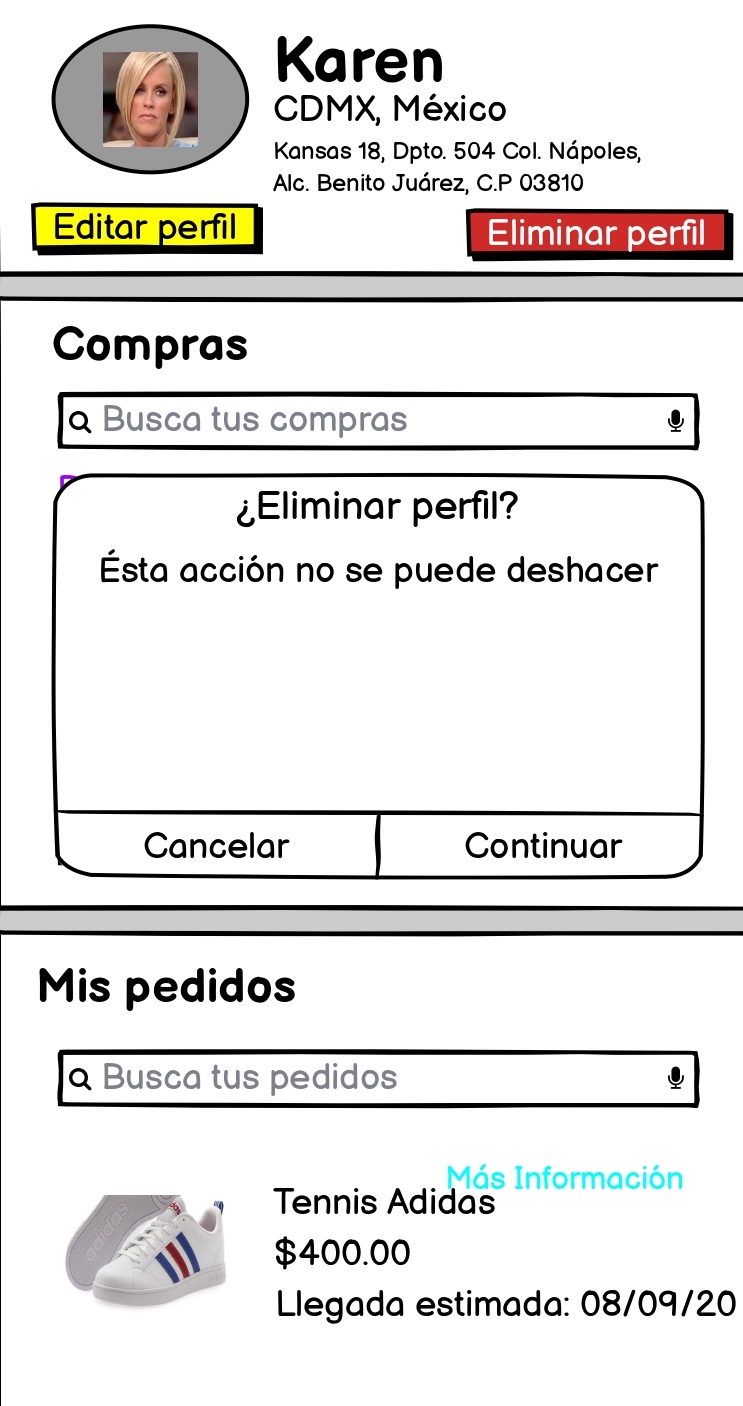 Karen
CDMX, México
Kansas 18, Dpto. 504 Col. Nápoles,
Alc. Benito Juárez, C.P 03810
Editar perfil
Eliminar perfil
Compras
Busca tus compras
¿Eliminar perfil?
Ésta acción no se puede deshacer
Cancelar
Continuar
Mis pedidos
Busca tus pedidos
Más Información
Tennis Adidas
$400.00
Llegada estimada: 08/09/20
adidas
adidas